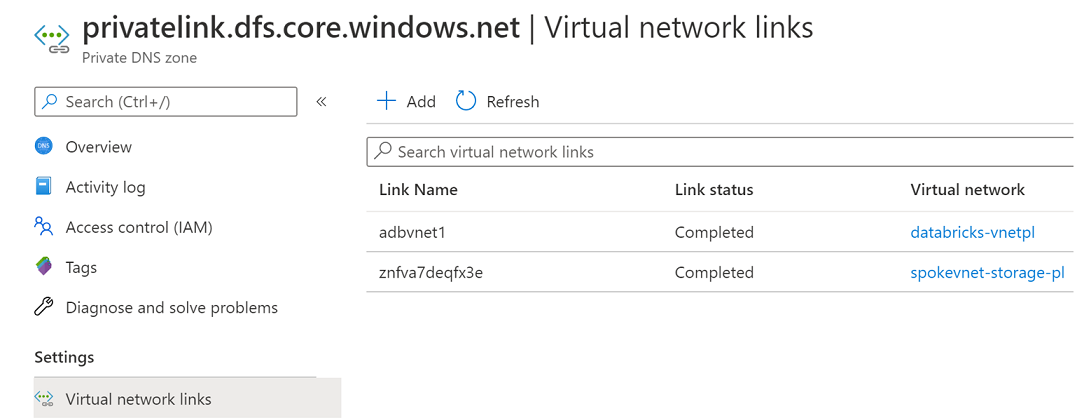 privatelink.dfs.core.windows.net | Virtual network links
Private DNS zone
Search (Ctrl+/)
«
Add
Refresh
Overview
Activity log
Access control (IAM)
Tags
Diagnose and solve problems
Settings
Virtual network links
Search virtual network links
Link Name Link status Virtual network
adbvnet1 Completed databricks-vnetpl
znfva7deqfx3e Completed spokevnet-storage-pl